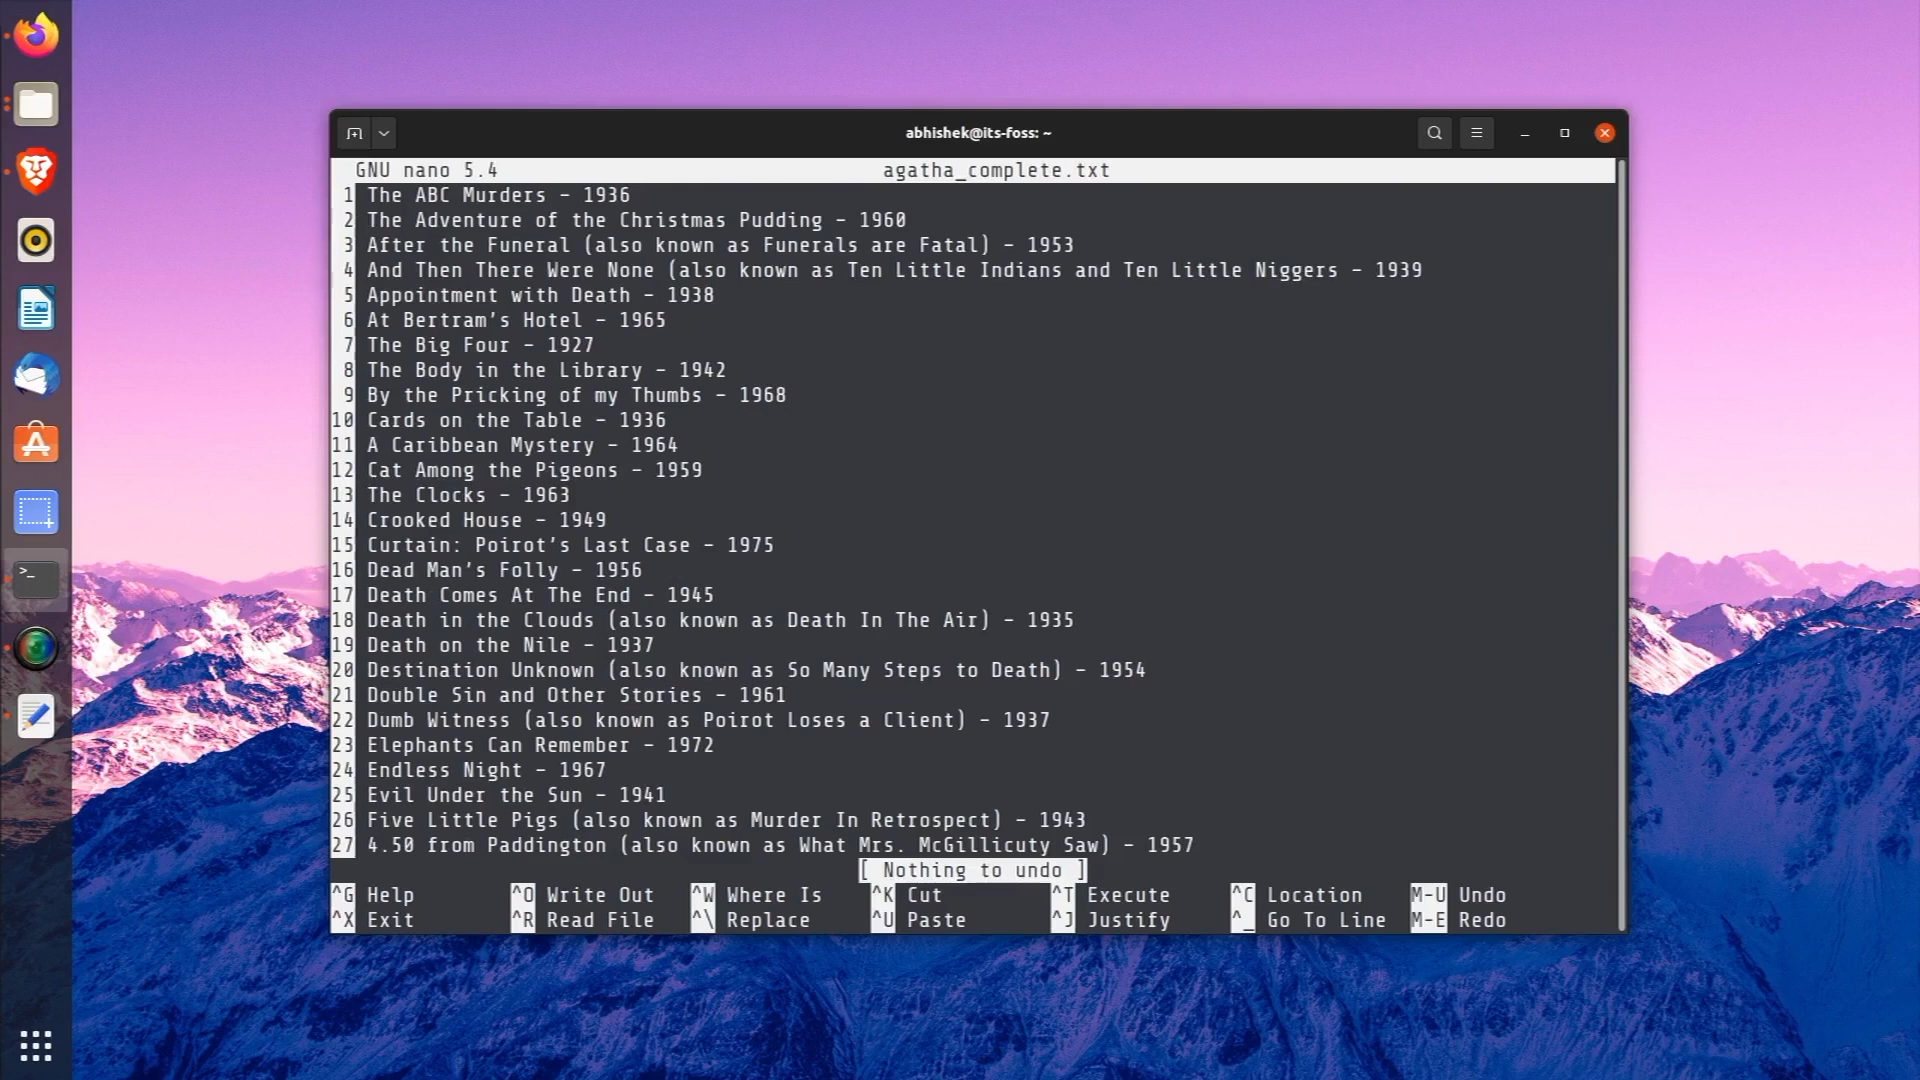 abhishek@its-foss: ~
GNU nano 5.4 agatha_complete.txt
1 The ABC Murders - 1936
2 The Adventure of the Christmas Pudding - 1960
3 After the Funeral (also known as Funerals are Fatal) - 1953
4 And Then There Were None (also known as Ten Little Indians and Ten Little Niggers - 1939
5 Appointment with Death - 1938
6 At Bertram's Hotel - 1965
7 The Big Four - 1927
8 The Body in the Library - 1942
9 By the Pricking of my Thumbs - 1968
10 Cards on the Table - 1936
11 A Caribbean Mystery - 1964
12 Cat Among the Pigeons - 1959
13 The Clocks - 1963
14 Crooked House - 1949
15 Curtain: Poirot's Last Case - 1975
16 Dead Man's Folly - 1956
17 Death Comes At The End - 1945
18 Death in the Clouds (also known as Death In The Air) - 1935
19 Death on the Nile - 1937
20 Destination Unknown (also known as So Many Steps to Death) - 1954
21 Double Sin and Other Stories - 1961
22 Dumb Witness (also known as Poirot Loses a Client) - 1937
23 Elephants Can Remember - 1972
24 Endless Night - 1967
25 Evil Under the Sun - 1941
26 Five Little Pigs (also known as Murder In Retrospect) - 1943
27 4.50 from Paddington (also known as What Mrs. McGillicuty Saw) - 1957
[ Nothing to undo ]
^G Help ^O Write Out ^W Where Is ^K Cut ^T Execute ^C Location M-U Undo
^X Exit ^R Read File ^\ Replace ^U Paste ^J Justify ^_ Go To Line M-E Redo